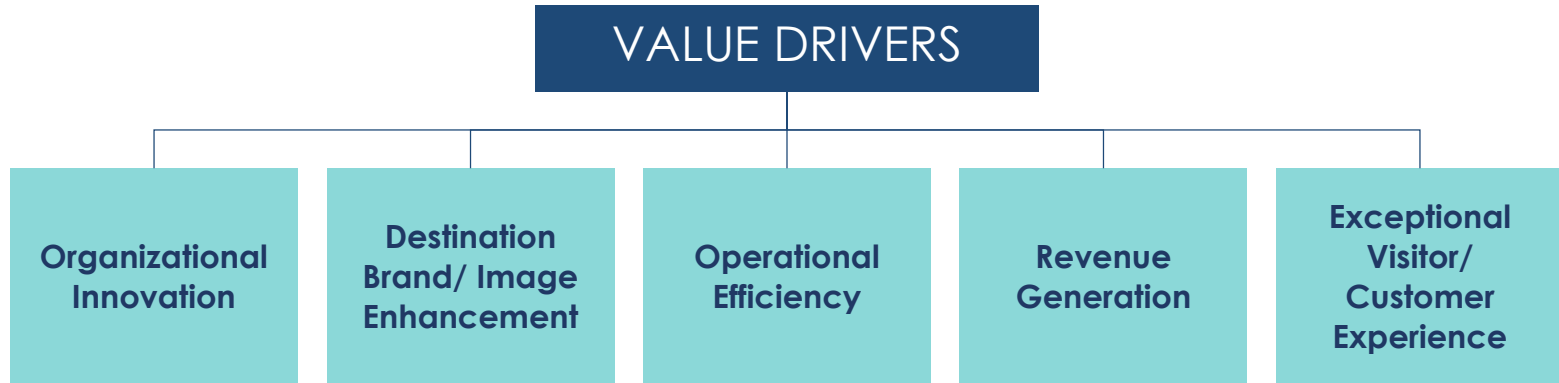 VALUE DRIVERS
Organizational
Innovation
Destination
Brand/ Image
Enhancement
Operational
Efficiency
Revenue
Generation
Exceptional
Visitor/
Customer
Experience